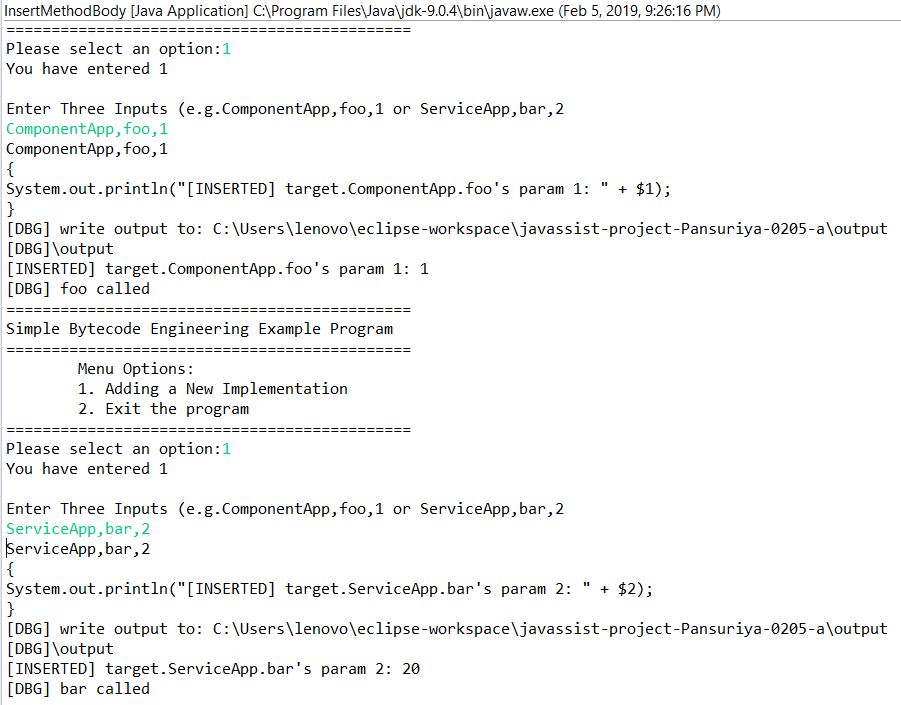 InsertMethodBody [Java Application] C:\Program Files\Java\jdk-9.0.4\bin\javaw.exe (Feb 5, 2019, 9:26:16 PM)
=============================================
Please select an option:1
You have entered 1
Enter Three Inputs (e.g.ComponentApp,foo,1 or ServiceApp,bar,2
ComponentApp,foo,1
ComponentApp,foo,1
{
System.out.println("[INSERTED] target.ComponentApp.foo's param 1: " + $1);
}
[DBG] write output to: C:\Users\lenovo\eclipse-workspace\javassist-project-Pansuriya-0205-a\output
[DBG]\output
[INSERTED] target.ComponentApp.foo's param 1: 1
[DBG] foo called
=============================================
Simple Bytecode Engineering Example Program
=============================================
Menu Options:
1. Adding a New Implementation
2. Exit the program
=============================================
Please select an option:1
You have entered 1
Enter Three Inputs (e.g.ComponentApp,foo,1 or ServiceApp,bar,2
ServiceApp,bar,2
ServiceApp,bar,2
{
System.out.println("[INSERTED] target.ServiceApp.bar's param 2: " + $2);
}
[DBG] write output to: C:\Users\lenovo\eclipse-workspace\javassist-project-Pansuriya-0205-a\output
[DBG]\output
[INSERTED] target.ServiceApp.bar's param 2: 20
[DBG] bar called